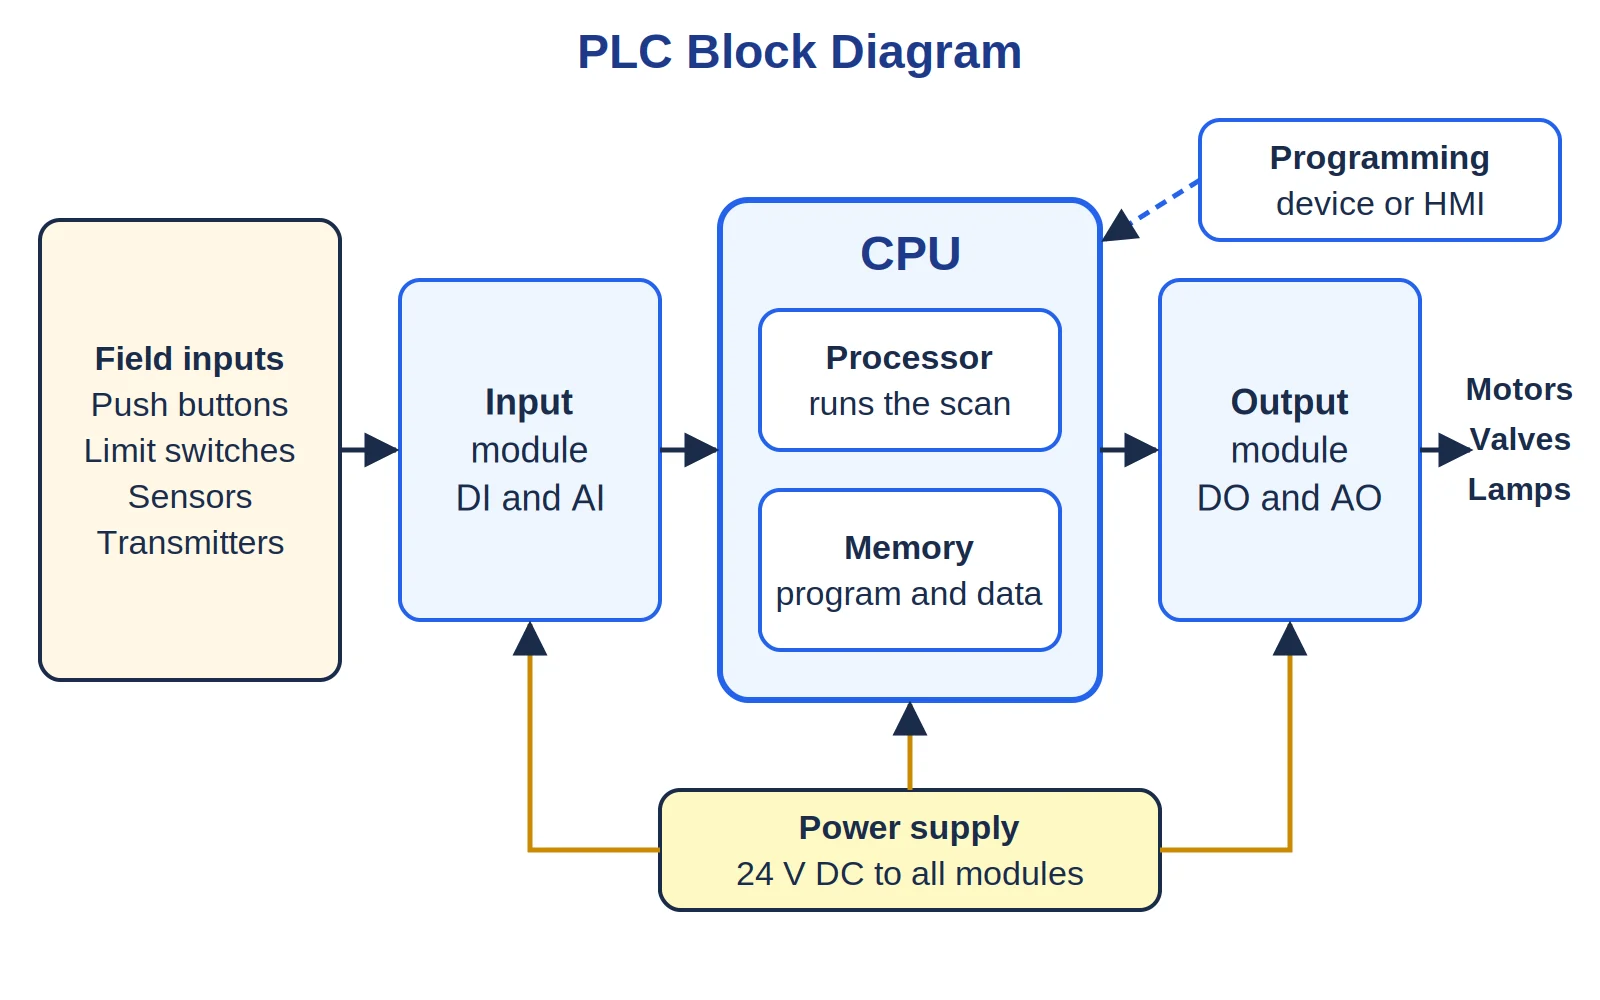 PLC Block Diagram
Programming
device or HMI
Field inputs
Push buttons
Limit switches
Sensors
Transmitters
Input
module
DI and AI
CPU
Processor
runs the scan
Memory
program and data
Output
module
DO and AO
Motors
Valves
Lamps
Power supply
24 V DC to all modules